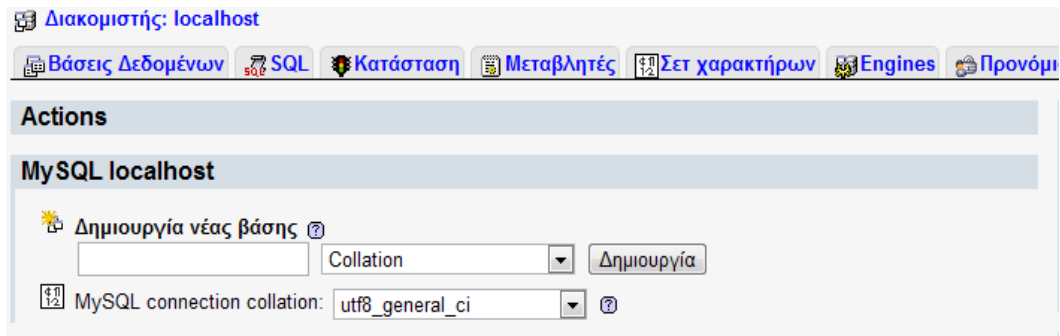 Διακομιστής: localhost
Βάσεις Δεδομένων SQL Κατάσταση Μεταβλητές Σετ χαρακτήρων Engines
Actions
MySQL localhost
Δημιουργία νέας βάσης
Collation Δημιουργία
MySQL connection collation: utf8_general_ci